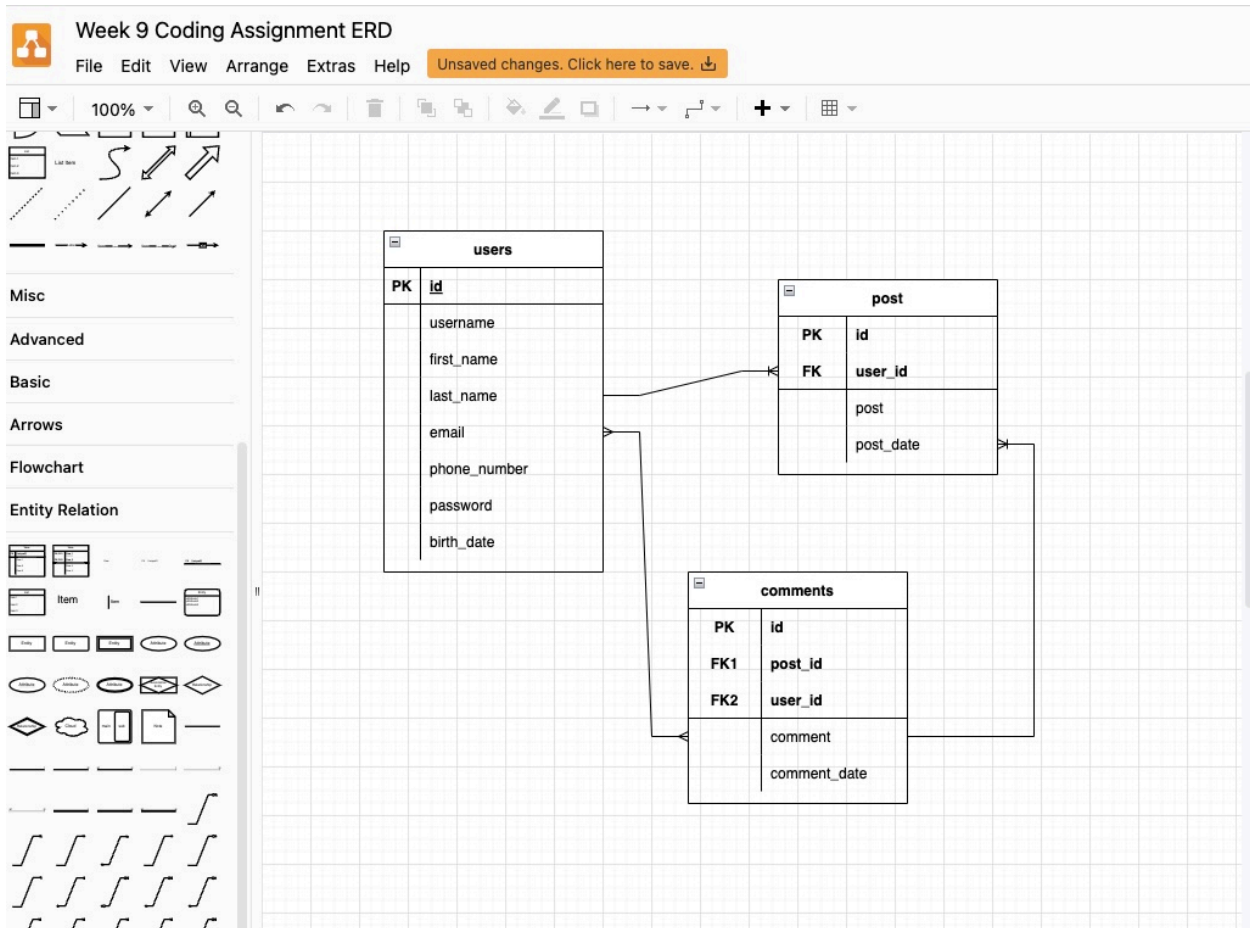 Week 9 Coding Assignment ERD
File Edit View Arrange Extras Help Unsaved changes. Click here to save.
100%
List Item
Misc
Advanced
Basic
Arrows
Flowchart
Entity Relation
Item
users
PK id
username
first_name
last_name
email
phone_number
password
birth_date
post
PK id
FK user_id
post
post_date
comments
PK id
FK1 post_id
FK2 user_id
comment
comment_date